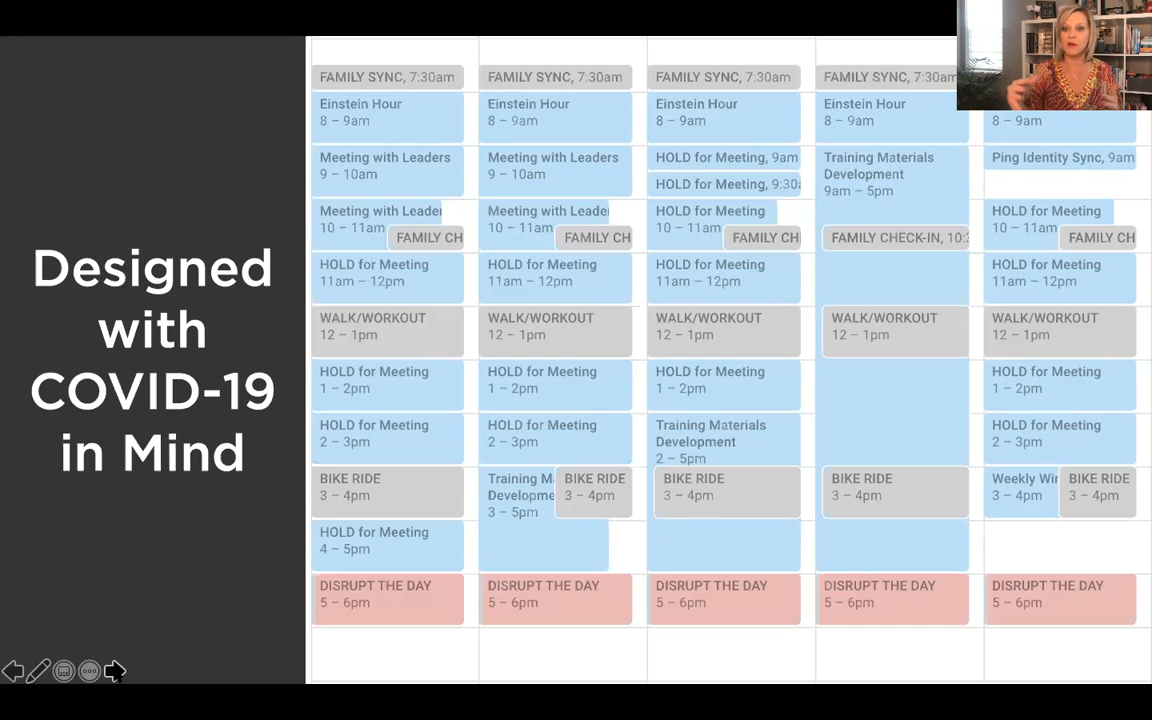 Designed
with
COVID-19
in Mind
FAMILY SYNC, 7:30am
Einstein Hour
8 – 9am
Meeting with Leaders
9 – 10am
Meeting with Leader
10 – 11am
FAMILY CH
HOLD for Meeting
11am – 12pm
WALK/WORKOUT
12 – 1pm
HOLD for Meeting
1 – 2pm
HOLD for Meeting
2 – 3pm
BIKE RIDE
3 – 4pm
HOLD for Meeting
4 – 5pm
DISRUPT THE DAY
5 – 6pm
FAMILY SYNC, 7:30am
Einstein Hour
8 – 9am
Meeting with Leaders
9 – 10am
Meeting with Leade
10 – 11am
FAMILY CH
HOLD for Meeting
11am – 12pm
WALK/WORKOUT
12 – 1pm
HOLD for Meeting
1 – 2pm
HOLD for Meeting
2 – 3pm
Training M
Developme
3 – 5pm
BIKE RIDE
3 – 4pm
DISRUPT THE DAY
5 – 6pm
FAMILY SYNC, 7:30am
Einstein Hour
8 – 9am
HOLD for Meeting, 9am
HOLD for Meeting, 9:30a
HOLD for Meeting
10 – 11am
FAMILY CH
HOLD for Meeting
11am – 12pm
WALK/WORKOUT
12 – 1pm
HOLD for Meeting
1 – 2pm
Training Materials
Development
2 – 5pm
BIKE RIDE
3 – 4pm
DISRUPT THE DAY
5 – 6pm
FAMILY SYNC, 7:30am
Einstein Hour
8 – 9am
Training Materials
Development
9am – 5pm
FAMILY CHECK-IN, 10:3
WALK/WORKOUT
12 – 1pm
BIKE RIDE
3 – 4pm
DISRUPT THE DAY
5 – 6pm
8 – 9am
Ping Identity Sync, 9am
HOLD for Meeting
10 – 11am
FAMILY CH
HOLD for Meeting
11am – 12pm
WALK/WORKOUT
12 – 1pm
HOLD for Meeting
1 – 2pm
HOLD for Meeting
2 – 3pm
Weekly Wir
3 – 4pm
BIKE RIDE
3 – 4pm
DISRUPT THE DAY
5 – 6pm